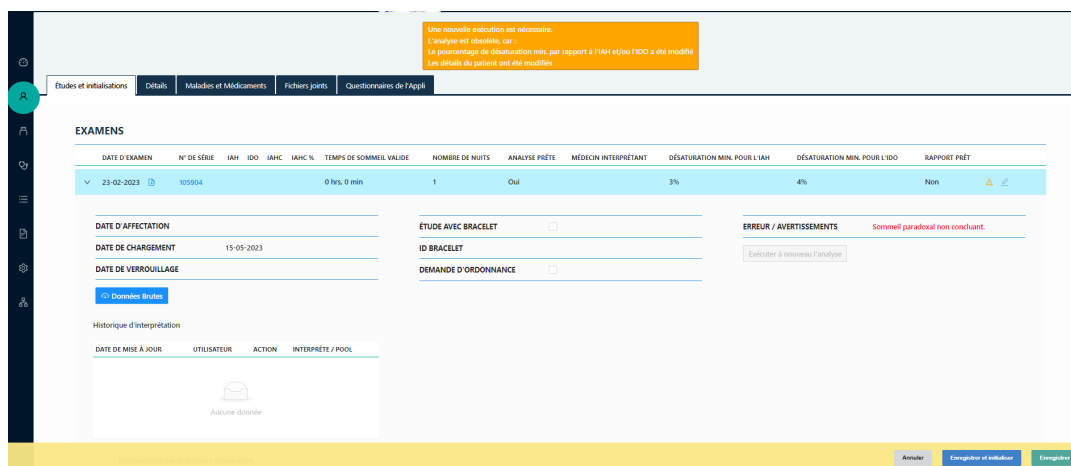 Une nouvelle exécution est nécessaire.
L'analyse est obsolète, car :
Le pourcentage de désaturation min. par rapport à l'IAH et/ou l'IDO a été modifié
Les détails du patient ont été modifiés
Études et initialisations Détails Maladies et Médicaments Fichiers joints Questionnaires de l'Appli
EXAMENS
DATE D'EXAMEN N° DE SÉRIE IAH IDO IAHC IAHC % TEMPS DE SOMMEIL VALIDE NOMBRE DE NUITS ANALYSE PRÊTE MÉDECIN INTERPRÉTANT DÉSATURATION MIN. POUR L'IAH DÉSATURATION MIN. POUR L'IDO RAPPORT PRÊT
23-02-2023 105904 0 hrs. 0 min 1 Oui 3% 4% Non
DATE D'AFFECTATION ÉTUDE AVEC BRACELET ERREUR / AVERTISSEMENTS Sommeil paradoxal non concluant.
DATE DE CHARGEMENT 15-05-2023 ID BRACELET
Exécuter à nouveau l'analyse
DATE DE VERROUILLAGE DEMANDE D'ORDONNANCE
Données Brutes
Historique d'interprétation
DATE DE MISE À JOUR UTILISATEUR ACTION INTERPRÈTE / POOL
Aucune donnée
Annuler Enregistrer et initialiser Enregistrer